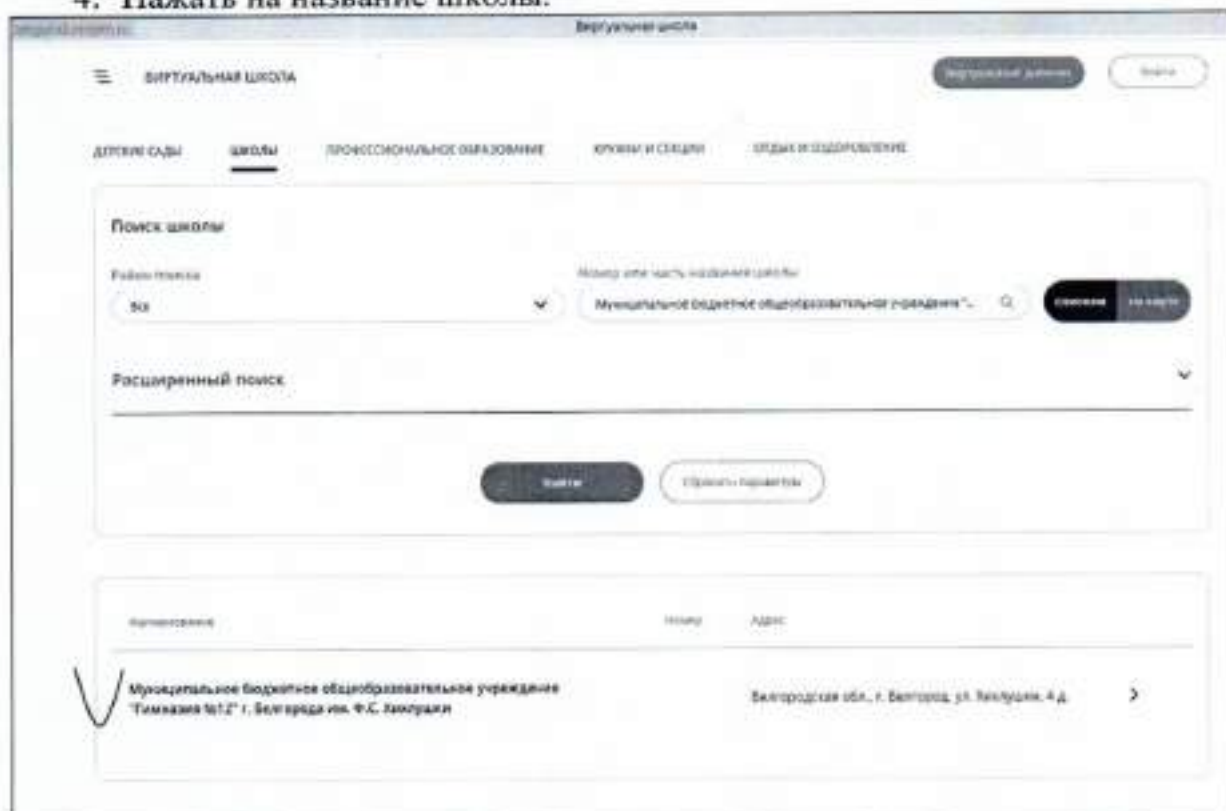 4. Нажать на название школы.
Виртуальная школа
ВИРТУАЛЬНАЯ ШКОЛА
Войти
ДЕТСКИЕ САДЫ ШКОЛЫ ПРОФЕССИОНАЛЬНОЕ ОБРАЗОВАНИЕ КРУЖКИ И СЕКЦИИ ОТДЫХ И ОЗДОРОВЛЕНИЕ
Поиск школы
Район поиска Номер или часть названия школы
Все Муниципальное бюджетное общеобразовательное учреждение "... Списком На карте
Расширенный поиск
Найти Сбросить параметры
Наименование Номер Адрес
Муниципальное бюджетное общеобразовательное учреждение
"Гимназия №12" г. Белгорода им. Ф.С. Хихлушки Белгородская обл., г. Белгород, ул. Хихлушки, 4 д.